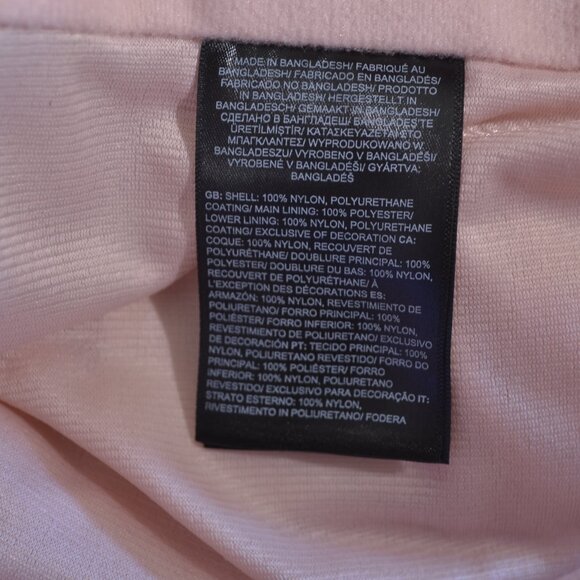 MADE IN BANGLADESH/ FABRIQUÉ AU
BANGLADESH/ FABRICADO EN BANGLADÉS/
FABRICADO NO BANGLADESH/ PRODOTTO
IN BANGLADESH/ HERGESTELLT IN
BANGLADESCH/ GEMAAKT IN BANGLADESH/
СДЕЛАНО В БАНГЛАДЕШ/ BANGLADEŞ'TE
ÜRETİLMİŞTİR/ ΚΑΤΑΣΚΕΥΑΖΕΤΑΙ ΣΤΟ
ΜΠΑΓΚΛΑΝΤΕΣ/ WYPRODUKOWANO W
BANGLADESZU/ VYROBENO V BANGLADÉŠI/
VYROBENÉ V BANGLADÉŠI/ GYÁRTVA:
BANGLADÉS
GB: SHELL: 100% NYLON, POLYURETHANE
COATING/ MAIN LINING: 100% POLYESTER/
LOWER LINING: 100% NYLON, POLYURETHANE
COATING/ EXCLUSIVE OF DECORATION CA:
COQUE: 100% NYLON, RECOUVERT DE
POLYURÉTHANE/ DOUBLURE PRINCIPAL: 100%
POLYESTER/ DOUBLURE DU BAS: 100% NYLON,
RECOUVERT DE POLYURÉTHANE/ À
L'EXCEPTION DES DÉCORATIONS ES:
ARMAZÓN: 100% NYLON, REVESTIMIENTO DE
POLIURETANO/ FORRO PRINCIPAL: 100%
POLIÉSTER/ FORRO INFERIOR: 100% NYLON,
REVESTIMIENTO DE POLIURETANO/ EXCLUSIVO
DE DECORACIÓN PT: TECIDO PRINCIPAL: 100%
NYLON, POLIURETANO REVESTIDO/ FORRO DO
PRINCIPAL: 100% POLIÉSTER/ FORRO
INFERIOR: 100% NYLON, POLIURETANO
REVESTIDO/ EXCLUSIVO PARA DECORAÇÃO IT:
STRATO ESTERNO: 100% NYLON,
RIVESTIMENTO IN POLIURETANO/ FODERA